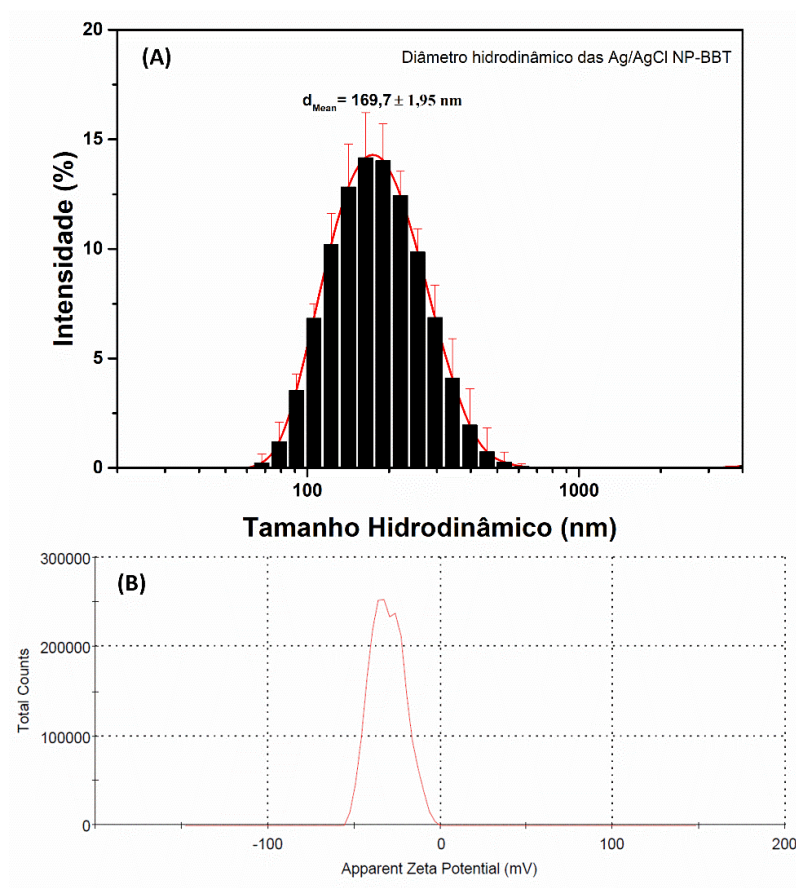 (A)
Diâmetro hidrodinâmico das Ag/AgCl NP-BBT
dMean= 169,7 ± 1,95 nm
Intensidade (%)
20
15
10
5
0
100
1000
Tamanho Hidrodinâmico (nm)
(B)
Total Counts
300000
200000
100000
0
-100
0
100
200
Apparent Zeta Potential (mV)